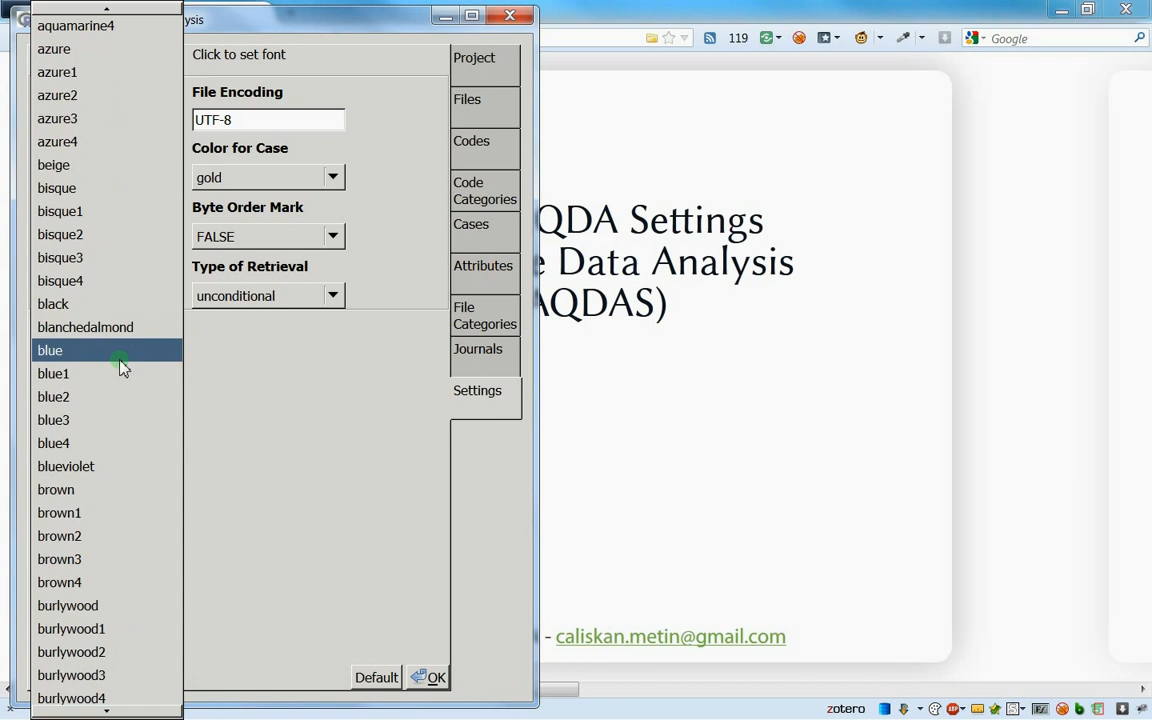 aquamarine4
azure
azure1
azure2
azure3
azure4
beige
bisque
bisque1
bisque2
bisque3
bisque4
black
blanchedalmond
blue
blue1
blue2
blue3
blue4
blueviolet
brown
brown1
brown2
brown3
brown4
burlywood
burlywood1
burlywood2
burlywood3
burlywood4
ysis
Click to set font
File Encoding
UTF-8
Color for Case
gold
Byte Order Mark
FALSE
Type of Retrieval
unconditional
Default
OK
Project
Files
Codes
Code
Categories
Cases
Attributes
File
Categories
Journals
Settings
119
Google
QDA Settings
e Data Analysis
AQDAS)
- caliskan.metin@gmail.com
zotero